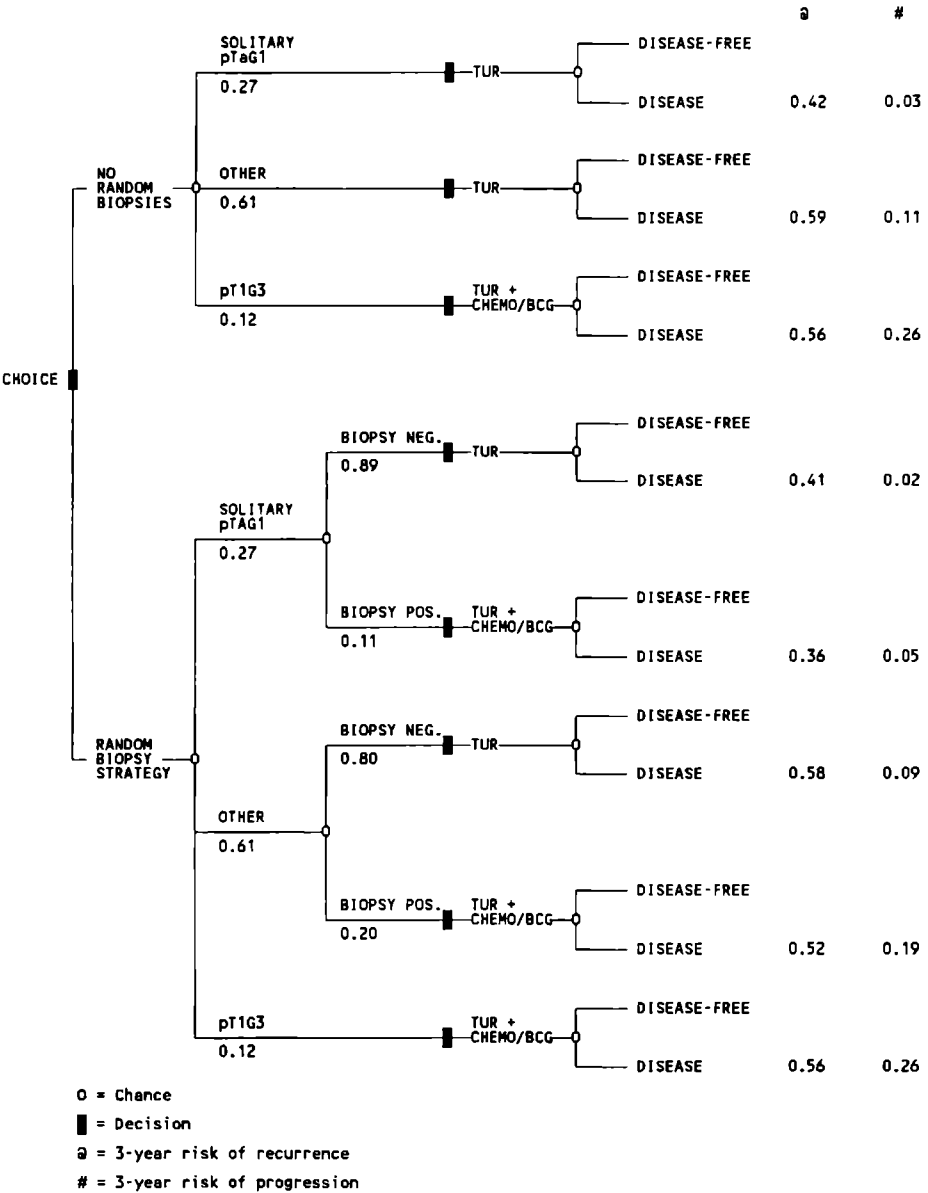 @ #
SOLITARY
pTaG1
0.27
TUR
DISEASE-FREE
DISEASE 0.42 0.03
NO
RANDOM
BIOPSIES
OTHER
0.61
TUR
DISEASE-FREE
DISEASE 0.59 0.11
pT1G3
0.12
TUR +
CHEMO/BCG
DISEASE-FREE
DISEASE 0.56 0.26
CHOICE
SOLITARY
pTAG1
0.27
BIOPSY NEG.
0.89
TUR
DISEASE-FREE
DISEASE 0.41 0.02
BIOPSY POS.
0.11
TUR +
CHEMO/BCG
DISEASE-FREE
DISEASE 0.36 0.05
RANDOM
BIOPSY
STRATEGY
OTHER
0.61
BIOPSY NEG.
0.80
TUR
DISEASE-FREE
DISEASE 0.58 0.09
BIOPSY POS.
0.20
TUR +
CHEMO/BCG
DISEASE-FREE
DISEASE 0.52 0.19
pT1G3
0.12
TUR +
CHEMO/BCG
DISEASE-FREE
DISEASE 0.56 0.26
O = Chance
▮ = Decision
@ = 3-year risk of recurrence
# = 3-year risk of progression